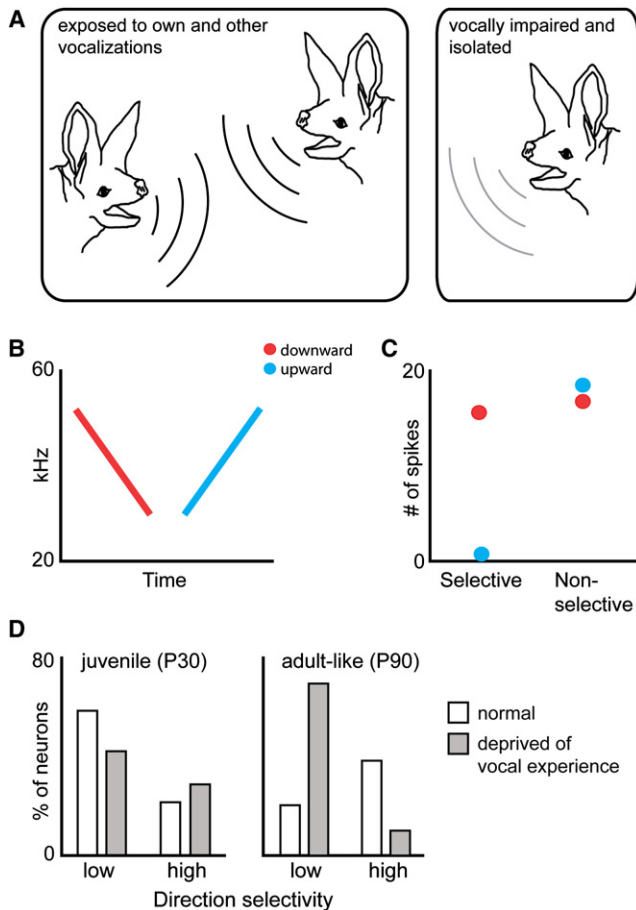 A
exposed to own and other
vocalizations
vocally impaired and
isolated
B
60
kHz
20
Time
downward
upward
C
20
# of spikes
0
Selective
Non-
selective
D
80
% of neurons
0
juvenile (P30)
low
high
adult-like (P90)
low
high
Direction selectivity
normal
deprived of
vocal experience